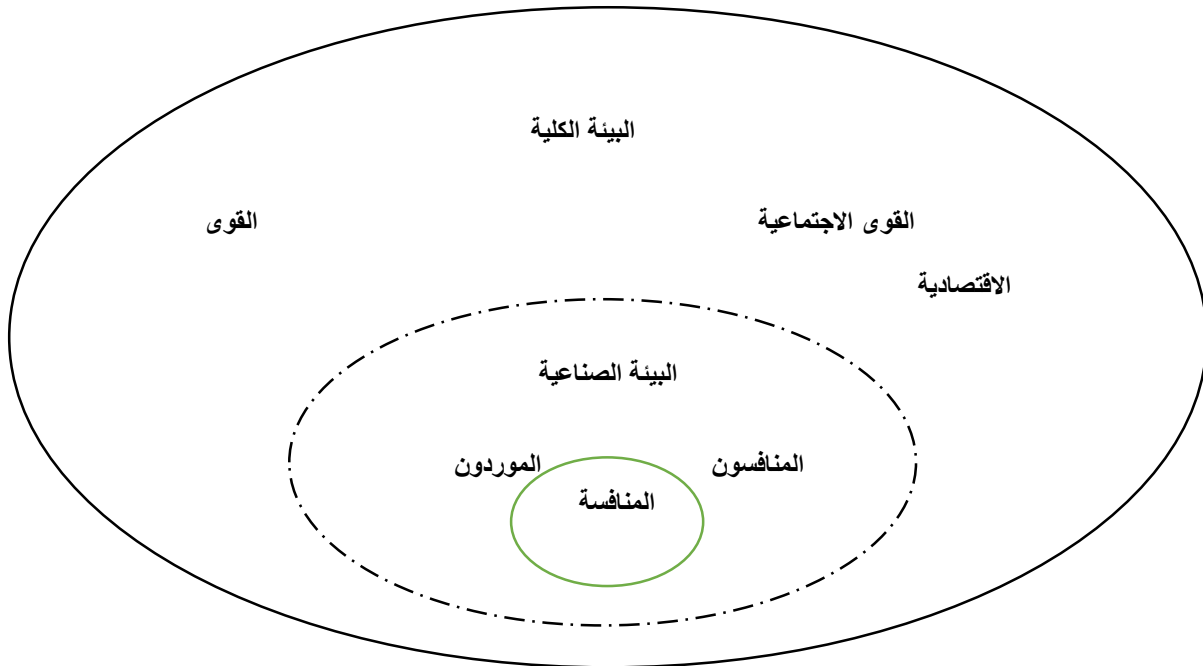 البيئة الكلية
القوى الاجتماعية
القوى
الاقتصادية
البيئة الصناعية
المنافسون
الموردون
المنافسة